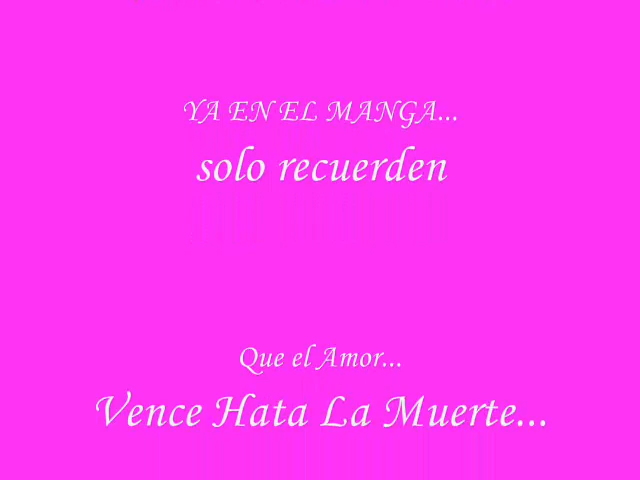 YA EN EL MANGA...
solo recuerden
Que el Amor...
Vence Hata La Muerte...